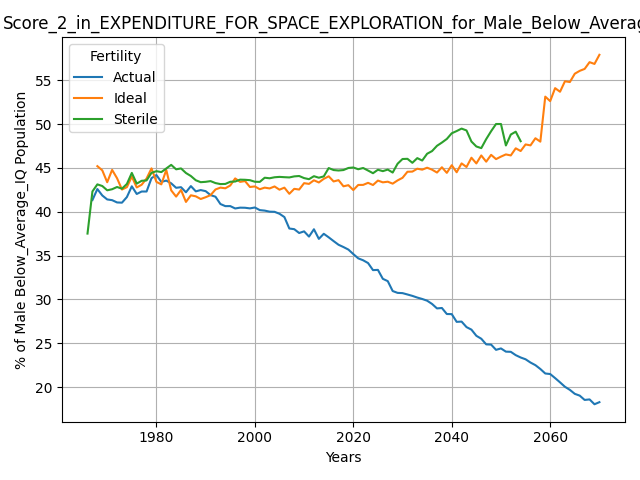 Score_2_in_EXPENDITURE_FOR_SPACE_EXPLORATION_for_Male_Below_Averag
Fertility
Actual
Ideal
Sterile
% of Male Below_Average_IQ Population
55
50
45
40
35
30
25
20
1980
2000
2020
2040
2060
Years